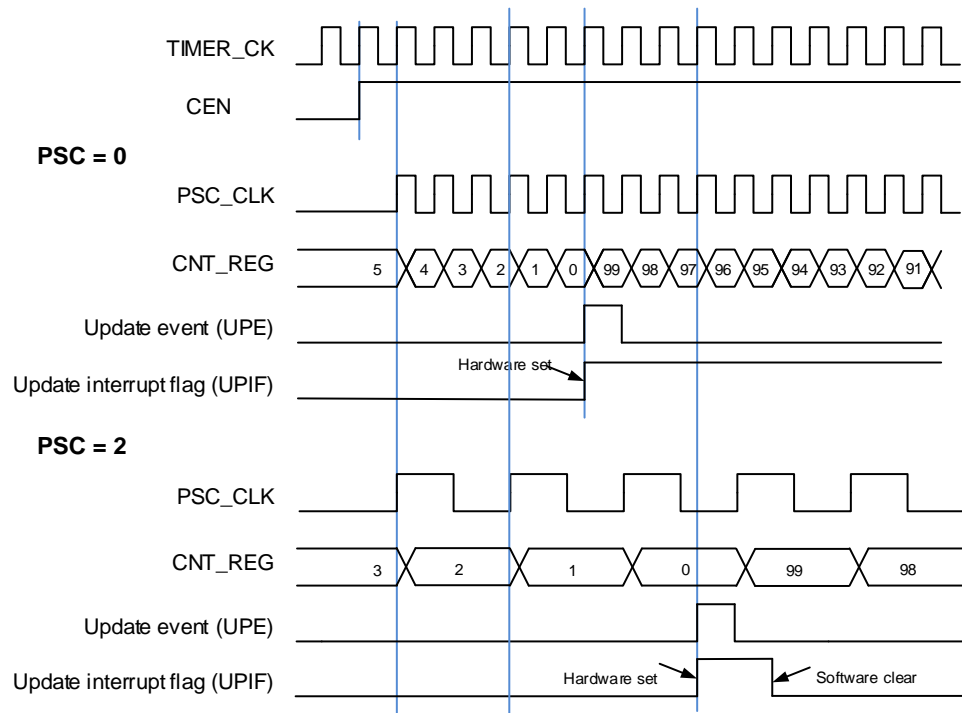 TIMER_CK
CEN
PSC = 0
PSC_CLK
CNT_REG 5 4 3 2 1 0 99 98 97 96 95 94 93 92 91
Update event (UPE)
Hardware set
Update interrupt flag (UPIF)
PSC = 2
PSC_CLK
CNT_REG 3 2 1 0 99 98
Update event (UPE)
Update interrupt flag (UPIF) Hardware set Software clear